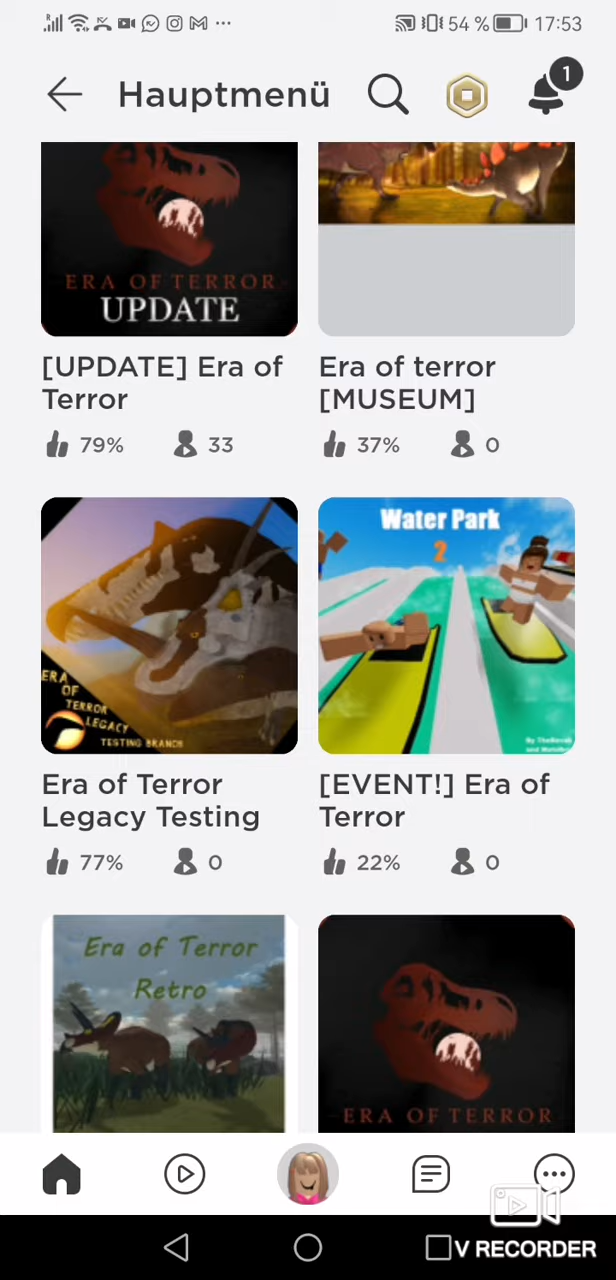 54 % 17:53
Hauptmenü
1
ERA OF TERROR
UPDATE
[UPDATE] Era of
Terror
79% 33
Era of terror
[MUSEUM]
37% 0
ERA
OF
TERROR
LEGACY
TESTING BRANCH
Era of Terror
Legacy Testing
77% 0
Water Park
2
[EVENT!] Era of
Terror
22% 0
Era of Terror
Retro
ERA OF TERROR
V RECORDER